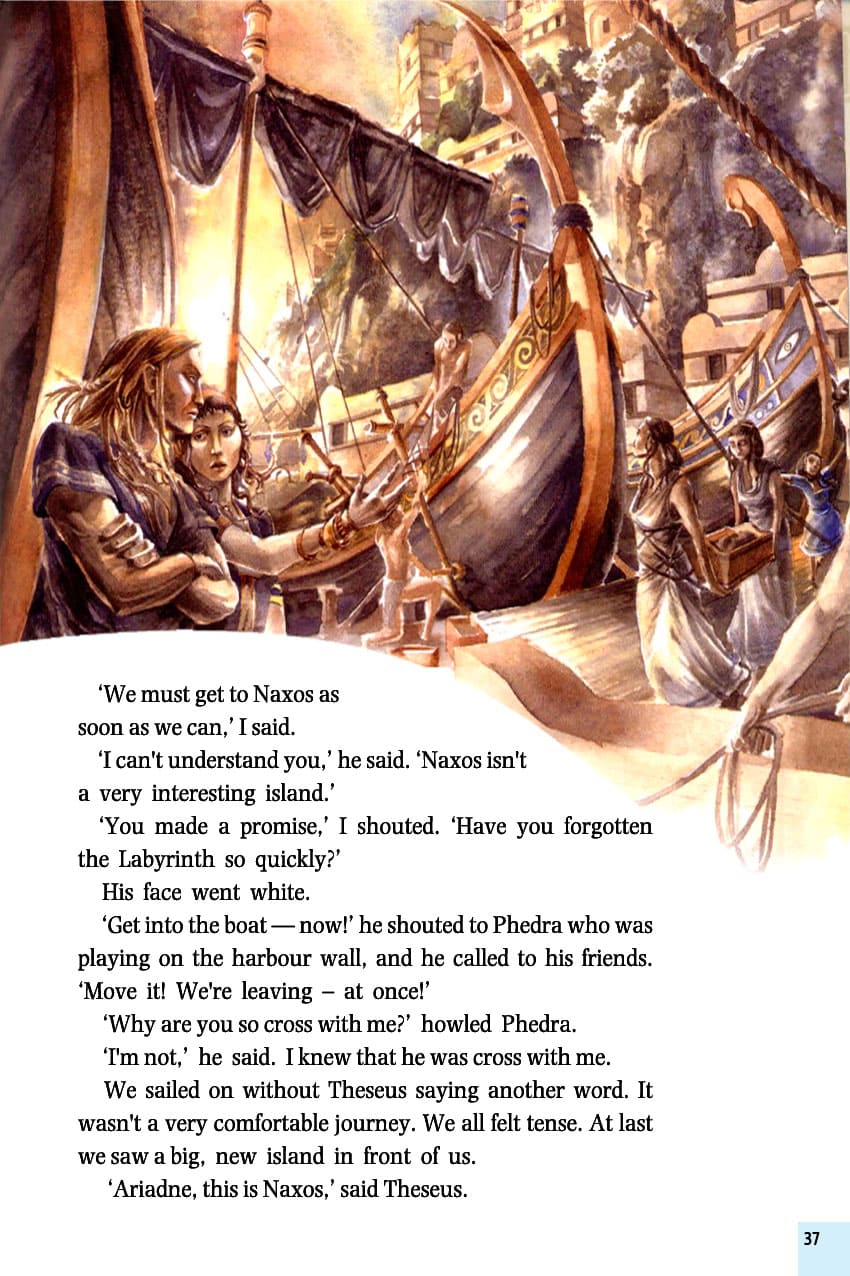 ‘We must get to Naxos as
soon as we can,’ I said.
‘I can't understand you,’ he said. ‘Naxos isn't
a very interesting island.’
‘You made a promise,’ I shouted. ‘Have you forgotten
the Labyrinth so quickly?’
His face went white.
‘Get into the boat — now!’ he shouted to Phedra who was
playing on the harbour wall, and he called to his friends.
‘Move it! We're leaving – at once!’
‘Why are you so cross with me?’ howled Phedra.
‘I'm not,’ he said. I knew that he was cross with me.
We sailed on without Theseus saying another word. It
wasn't a very comfortable journey. We all felt tense. At last
we saw a big, new island in front of us.
‘Ariadne, this is Naxos,’ said Theseus.
37